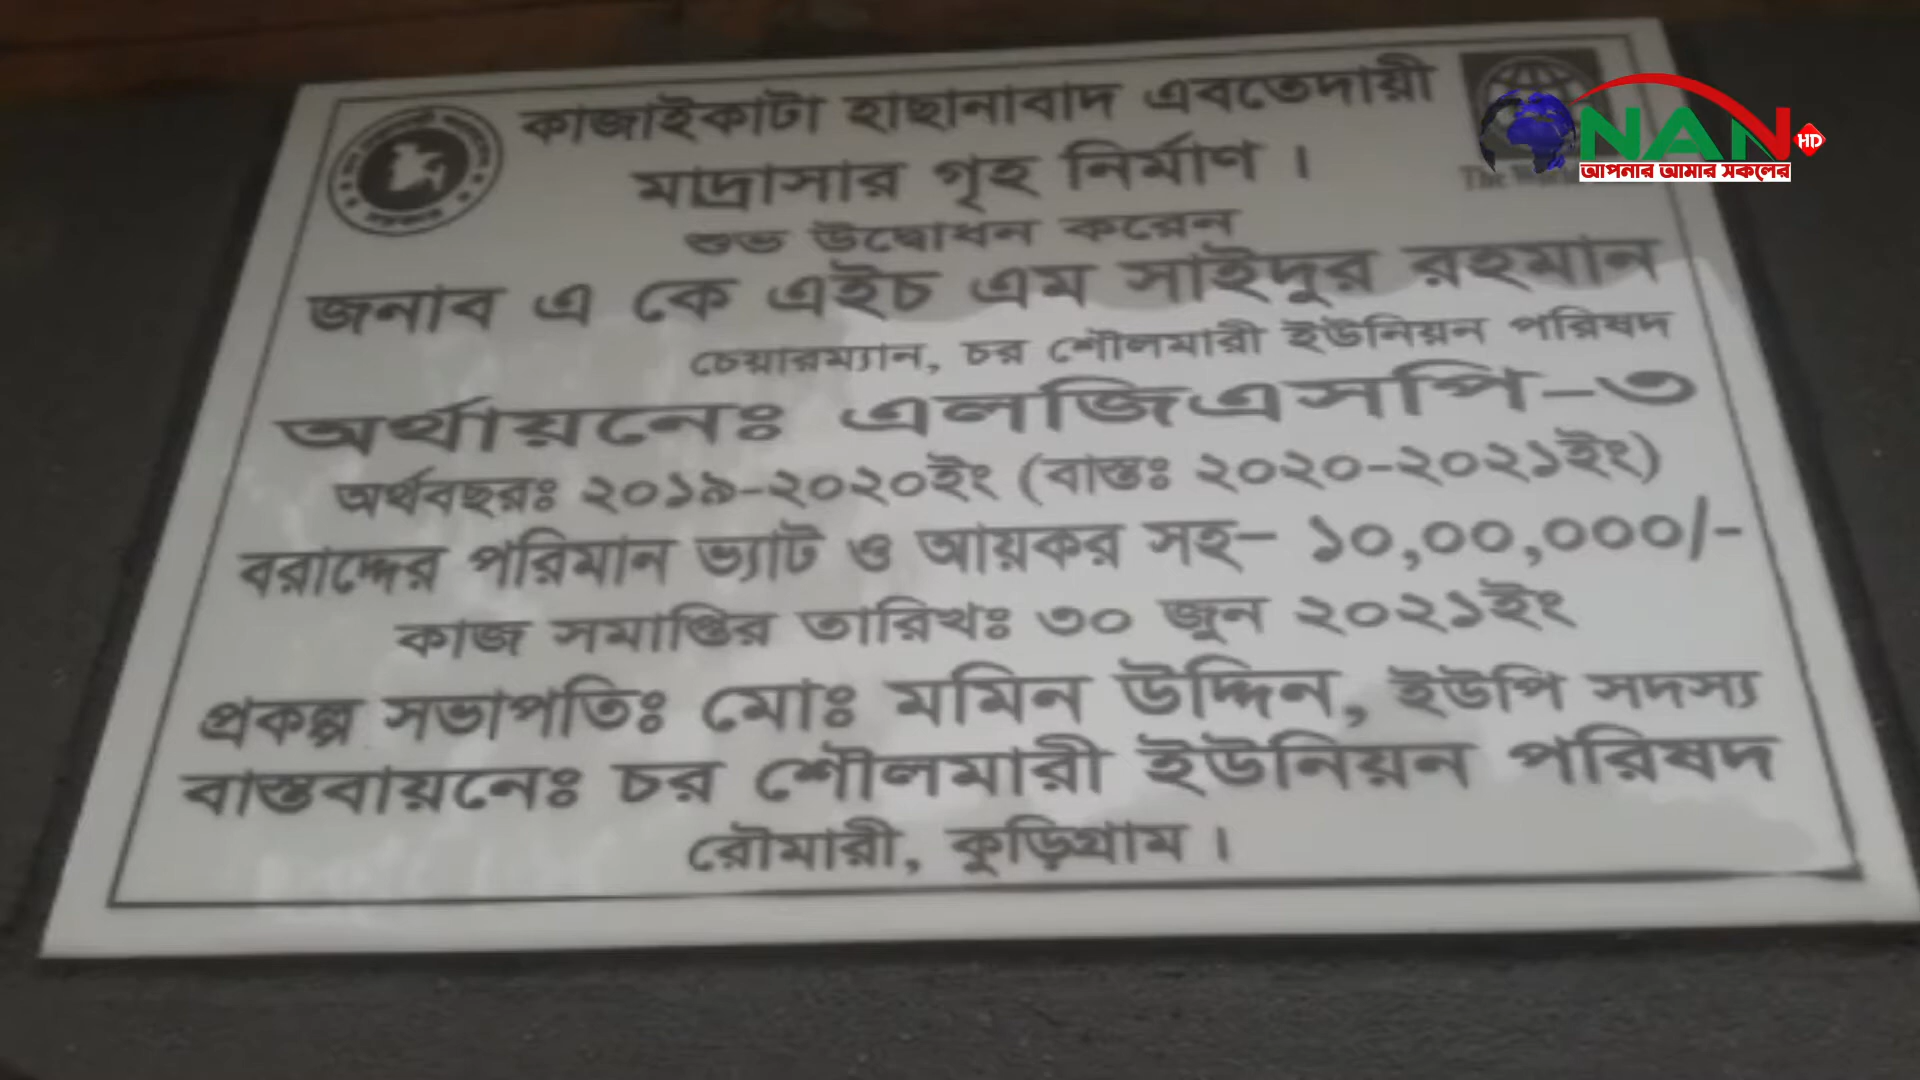 কাজাইকাটা হাছানাবাদ এবতেদায়ী
মাদ্রাসার গৃহ নির্মাণ ।
শুভ উদ্বোধন করেন
জনাব এ কে এইচ এম সাইদুর রহমান
চেয়ারম্যান, চর শৌলমারী ইউনিয়ন পরিষদ
অর্থায়নেঃ এলজিএসপি-৩
অর্থবছরঃ ২০১৯-২০২০ইং (বাস্তঃ ২০২০-২০২১ইং)
বরাদ্দের পরিমান ভ্যাট ও আয়কর সহ- ১০,০০,০০০/-
কাজ সমাপ্তির তারিখঃ ৩০ জুন ২০২১ইং
প্রকল্প সভাপতিঃ মোঃ মমিন উদ্দিন, ইউপি সদস্য
বাস্তবায়নেঃ চর শৌলমারী ইউনিয়ন পরিষদ
রৌমারী, কুড়িগ্রাম ।
The
NAN HD
আপনার আমার সকলের